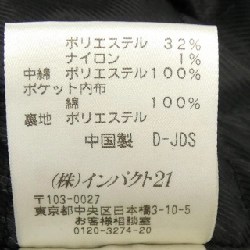 ポリエステル 32%
ナイロン 1%
中綿 ポリエステル100%
ポケット内布
綿 100%
裏地 ポリエステル
中国製 D-JDS
(株)インパクト21
〒103-0027
東京都中央区日本橋3-10-5
お客様相談室
0120-3274-20